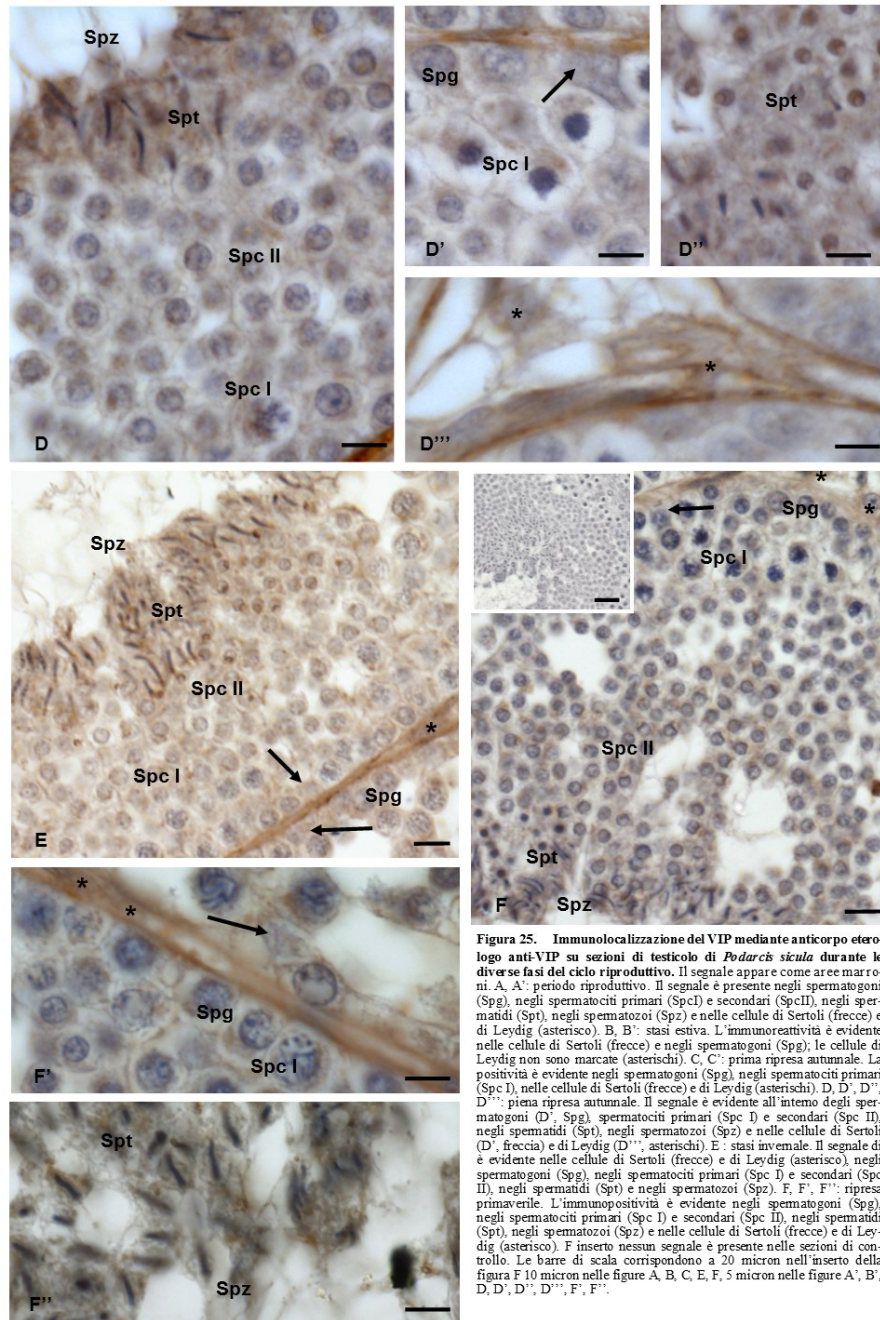 Spz
Spt
Spc II
Spc I
D
Spg
Spc I
D’
Spt
D’’
*
*
D’’’
Spz
Spt
Spc II
Spc I
*
Spg
E
*
Spg
*
Spc I
Spc II
Spt
F
Spz
*
*
Spg
Spc I
F’
Spt
Spz
F’’
Figura 25. Immunolocalizzazione del VIP mediante anticorpo etero-
logo anti-VIP su sezioni di testicolo di Podarcis sicula durante le
diverse fasi del ciclo riproduttivo. Il segnale appare come aree marro-
ni. A, A’: periodo riproduttivo. Il segnale è presente negli spermatogoni
(Spg), negli spermatociti primari (SpcI) e secondari (SpcII), negli sper-
matidi (Spt), negli spermatozoi (Spz) e nelle cellule di Sertoli (frecce) e
di Leydig (asterisco). B, B’: stasi estiva. L’immunoreattività è evidente
nelle cellule di Sertoli (frecce) e negli spermatogoni (Spg); le cellule di
Leydig non sono marcate (asterischi). C, C’: prima ripresa autunnale. La
positività è evidente negli spermatogoni (Spg), negli spermatociti primari
(Spc I), nelle cellule di Sertoli (frecce) e di Leydig (asterischi). D, D’, D’’,
D’’’: piena ripresa autunnale. Il segnale è evidente all’interno degli sper-
matogoni (D’, Spg), spermatociti primari (Spc I) e secondari (Spc II),
negli spermatidi (Spt), negli spermatozoi (Spz) e nelle cellule di Sertoli
(D’, freccia) e di Leydig (D’’’, asterischi). E : stasi invernale. Il segnale di
è evidente nelle cellule di Sertoli (frecce) e di Leydig (asterisco), negli
spermatogoni (Spg), negli spermatociti primari (Spc I) e secondari (Spc
II), negli spermatidi (Spt) e negli spermatozoi (Spz). F, F’, F’’: ripresa
primaverile. L’immunopositività è evidente negli spermatogoni (Spg),
negli spermatociti primari (Spc I) e secondari (Spc II), negli spermatidi
(Spt), negli spermatozoi (Spz) e nelle cellule di Sertoli (frecce) e di Ley-
dig (asterisco). F inserto nessun segnale è presente nelle sezioni di con-
trollo. Le barre di scala corrispondono a 20 micron nell’inserto della
figura F 10 micron nelle figure A, B, C, E, F, 5 micron nelle figure A’, B’,
D, D’, D’’, D’’’, F’, F’’.